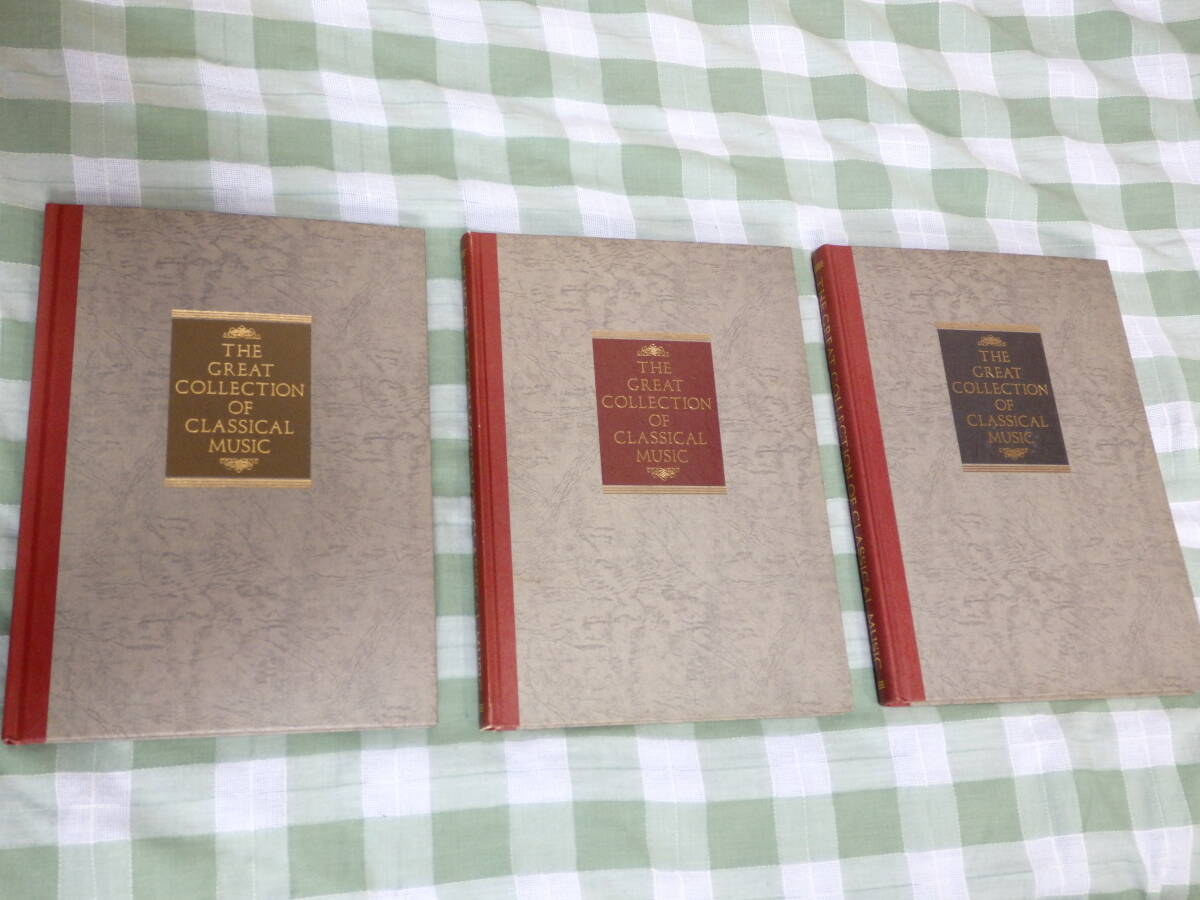 THE
GREAT
COLLECTION
OF
CLASSICAL
MUSIC
THE
GREAT
COLLECTION
OF
CLASSICAL
MUSIC
THE GREAT COLLECTION OF CLASSICAL MUSIC III
THE
GREAT
COLLECTION
OF
CLASSICAL
MUSIC